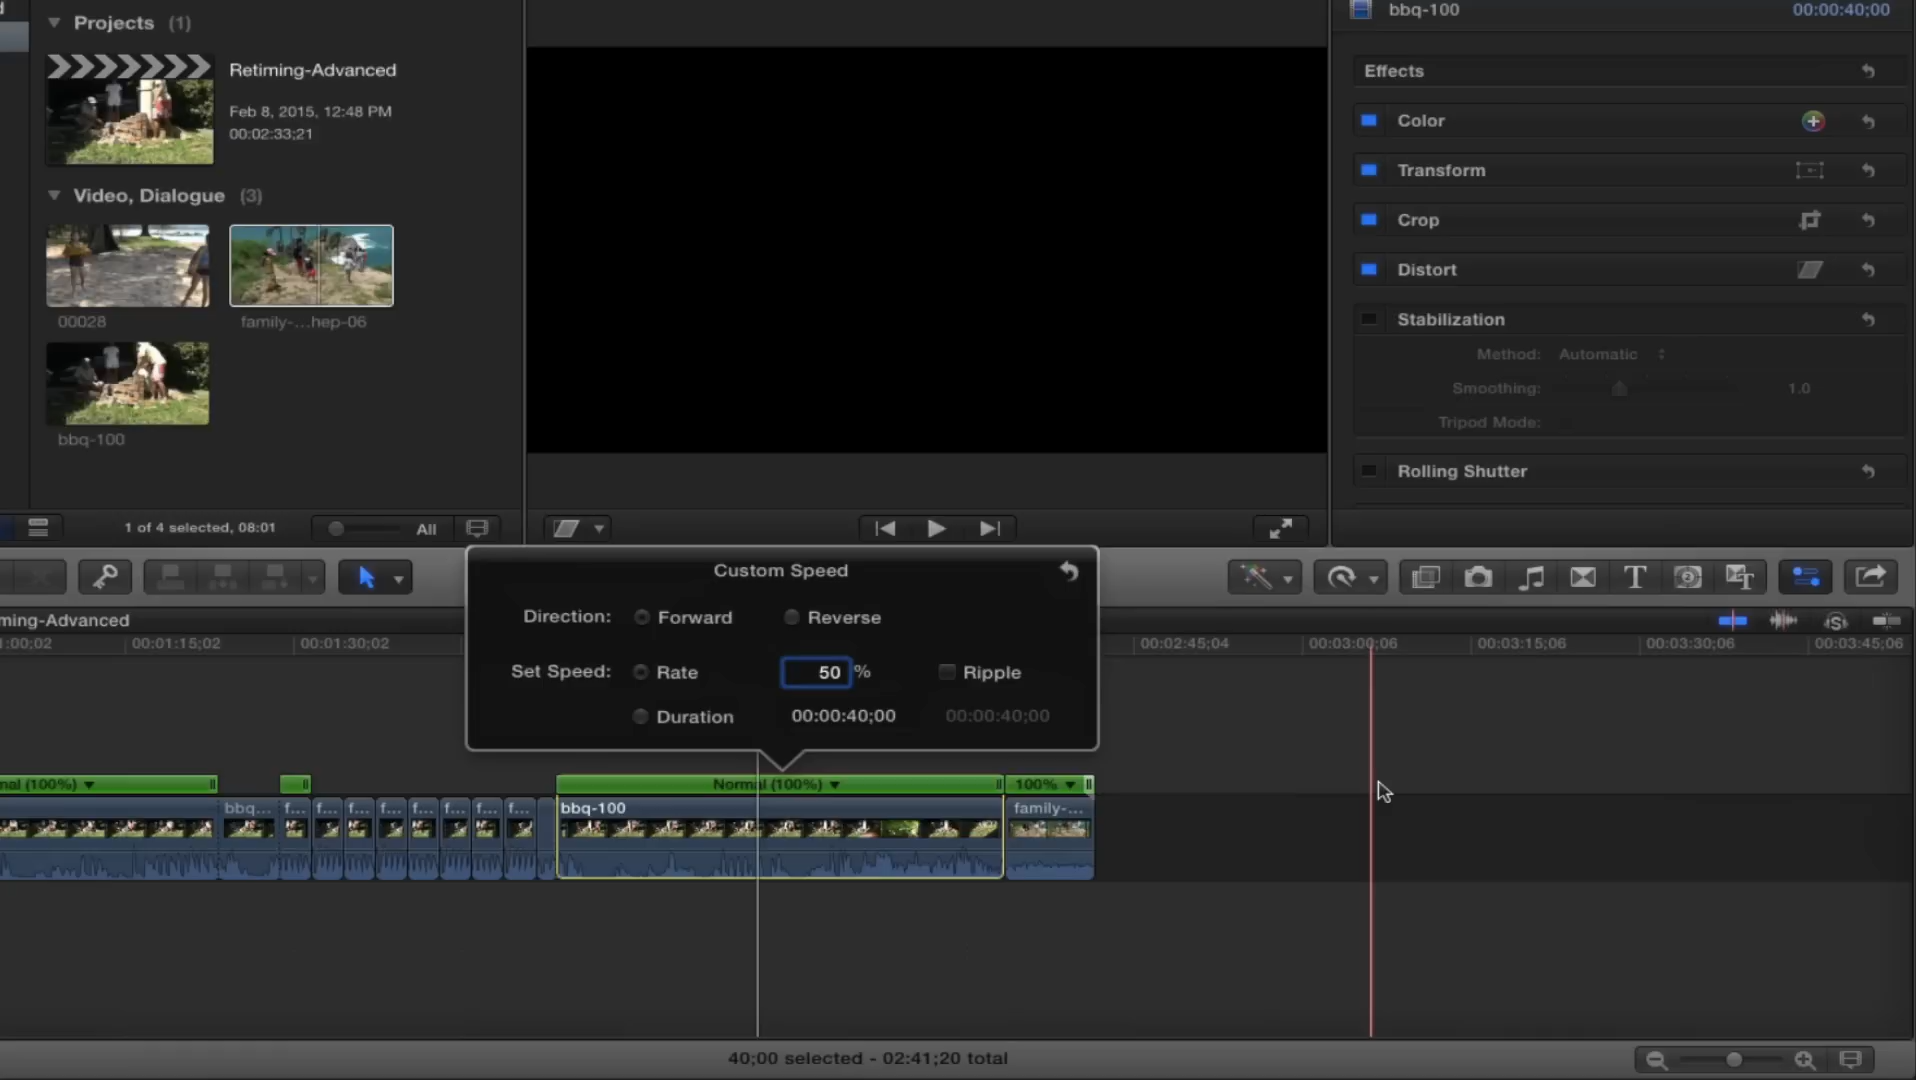 Projects (1)
Retiming-Advanced
Feb 8, 2015, 12:48 PM
00:02:33;21
Video, Dialogue (3)
00028
family-...hep-06
bbq-100
1 of 4 selected, 08:01
All
bbq-100
00:00:40;00
Effects
Color
Transform
Crop
Distort
Stabilization
Method: Automatic
Smoothing: 1.0
Tripod Mode:
Rolling Shutter
Custom Speed
Direction: Forward Reverse
Set Speed: Rate 50 % Ripple
Duration 00:00:40;00 00:00:40;00
ming-Advanced
1:00;02 00:01:15;02 00:01:30;02 00:02:45;04 00:03:00;06 00:03:15;06 00:03:30;06 00:03:45;06
nal (100%) Normal (100%) 100%
bbq... f... f... f... f... f... f... f... f... bbq-100 family-...
40;00 selected - 02:41;20 total